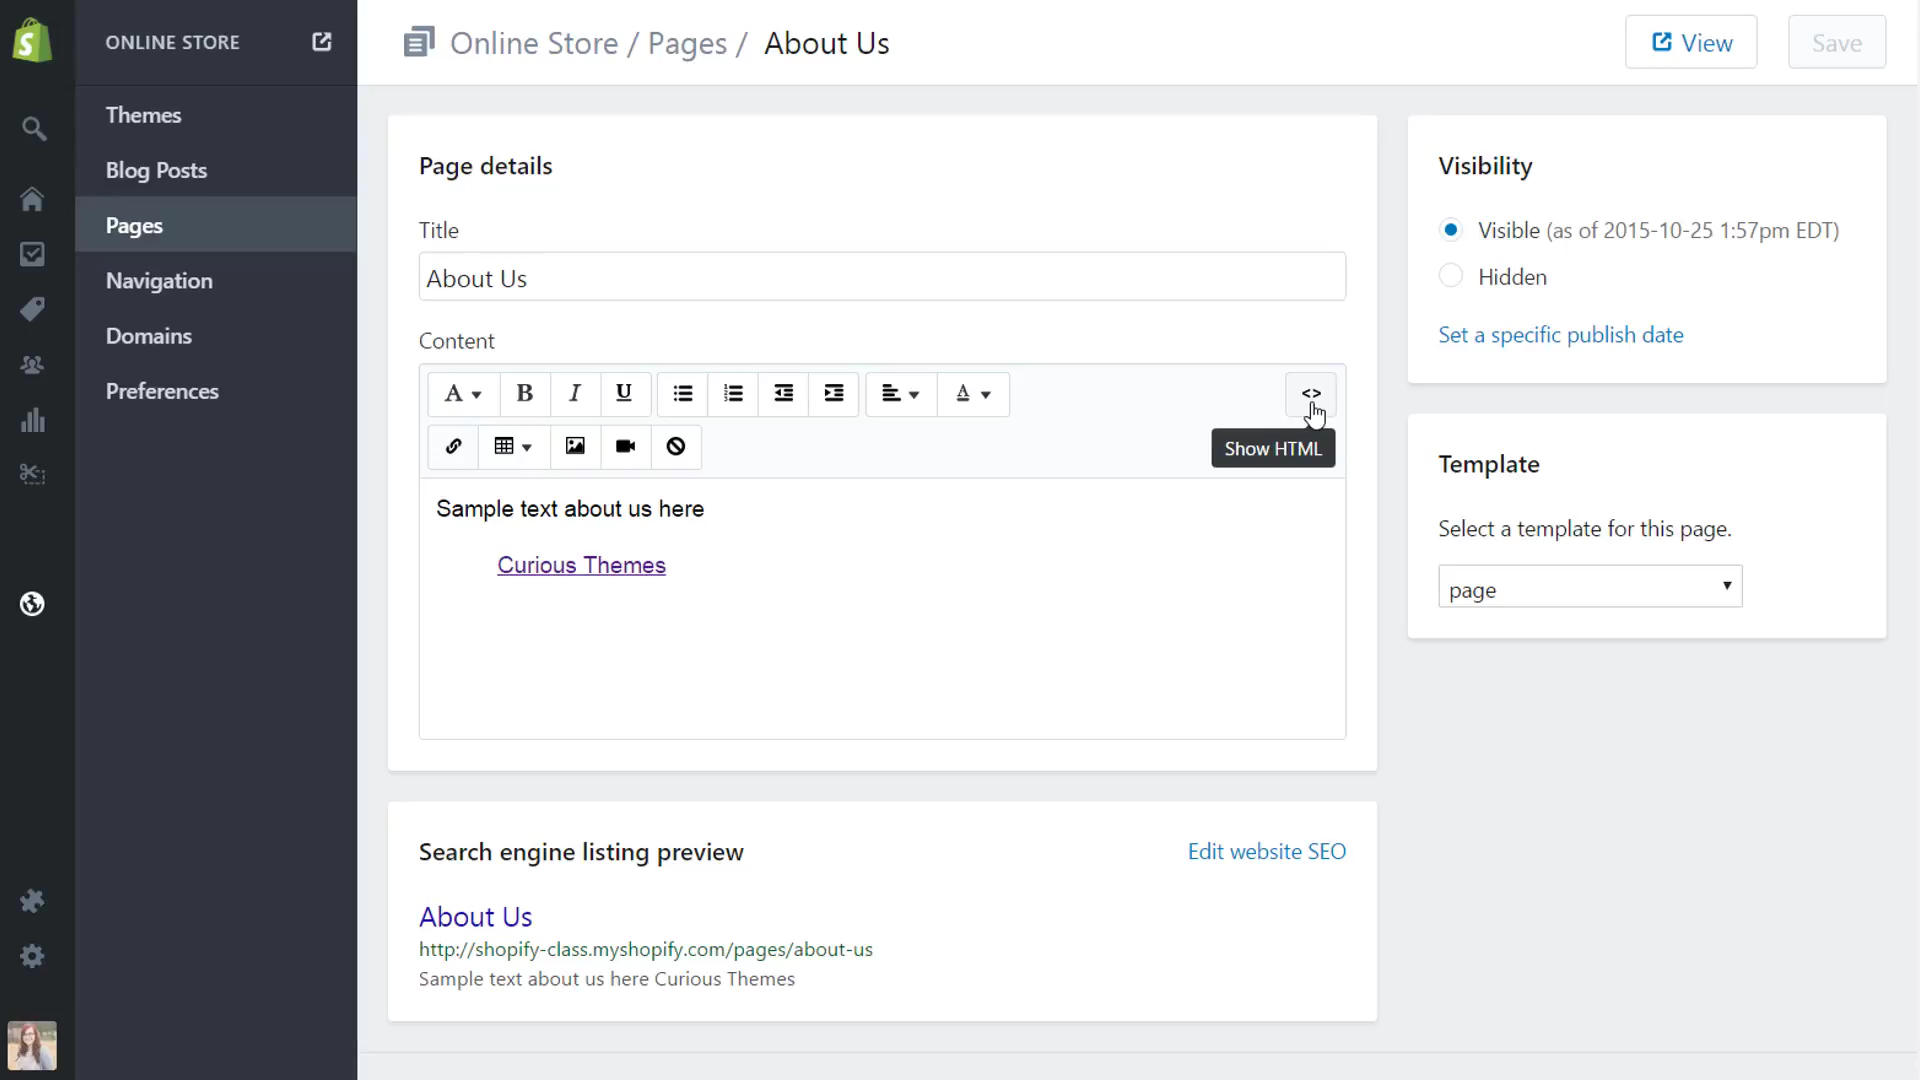 ONLINE STORE
Themes
Blog Posts
Pages
Navigation
Domains
Preferences
Online Store / Pages / About Us
View
Save
Page details
Title
About Us
Content
A
B
I
U
A
<>
Show HTML
Sample text about us here
Curious Themes
Search engine listing preview
Edit website SEO
About Us
http://shopify-class.myshopify.com/pages/about-us
Sample text about us here Curious Themes
Visibility
Visible (as of 2015-10-25 1:57pm EDT)
Hidden
Set a specific publish date
Template
Select a template for this page.
page